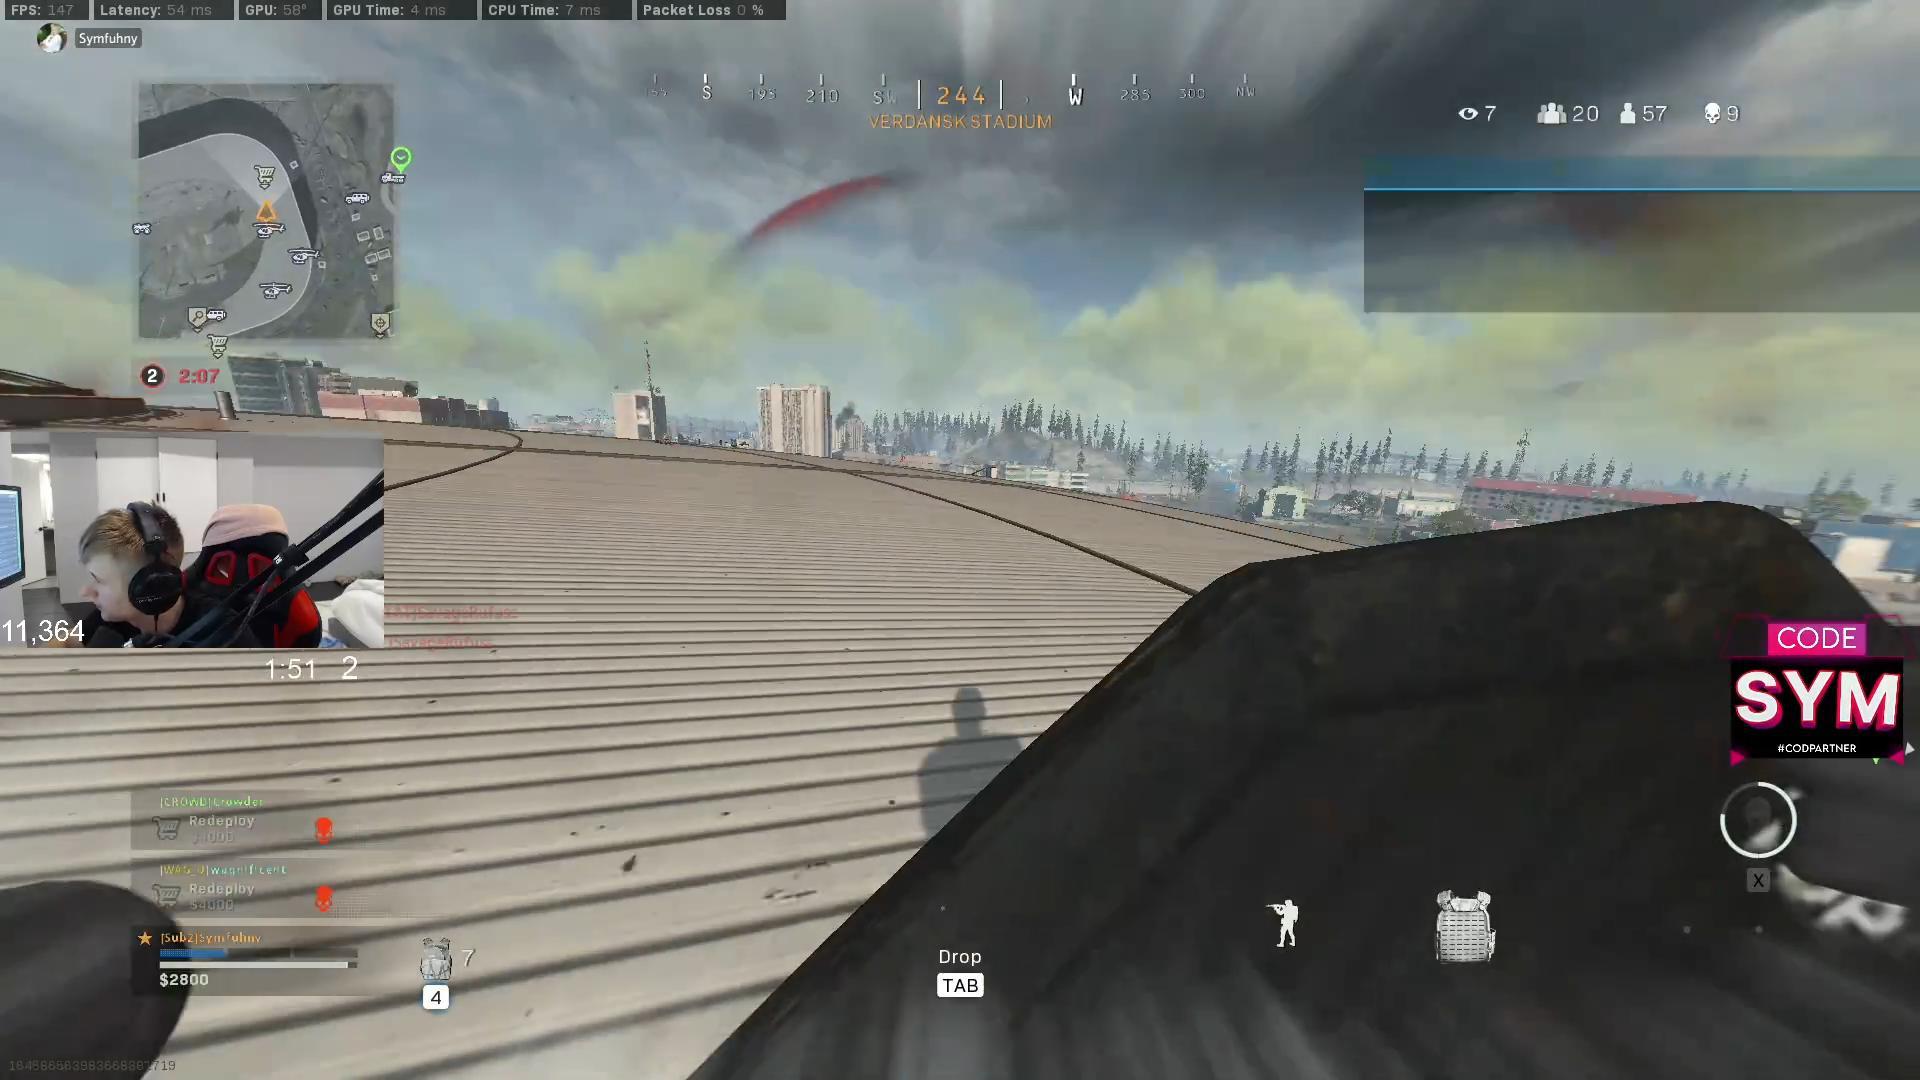 FPS: 147 Latency: 54 ms GPU: 58° GPU Time: 4 ms CPU Time: 7 ms Packet Loss 0 %
Symfuhny
S 195 210 SW 244 W 285 300 NW
VERDANSK STADIUM
7 20 57 9
2 2:07
11,364
1:51 2
CODE
SYM
#CODPARTNER
[CROWD]Crowder
Redeploy
Redeploy
$4000
[Sub2]Symfuhny
$2800
7
4
Drop
TAB
X